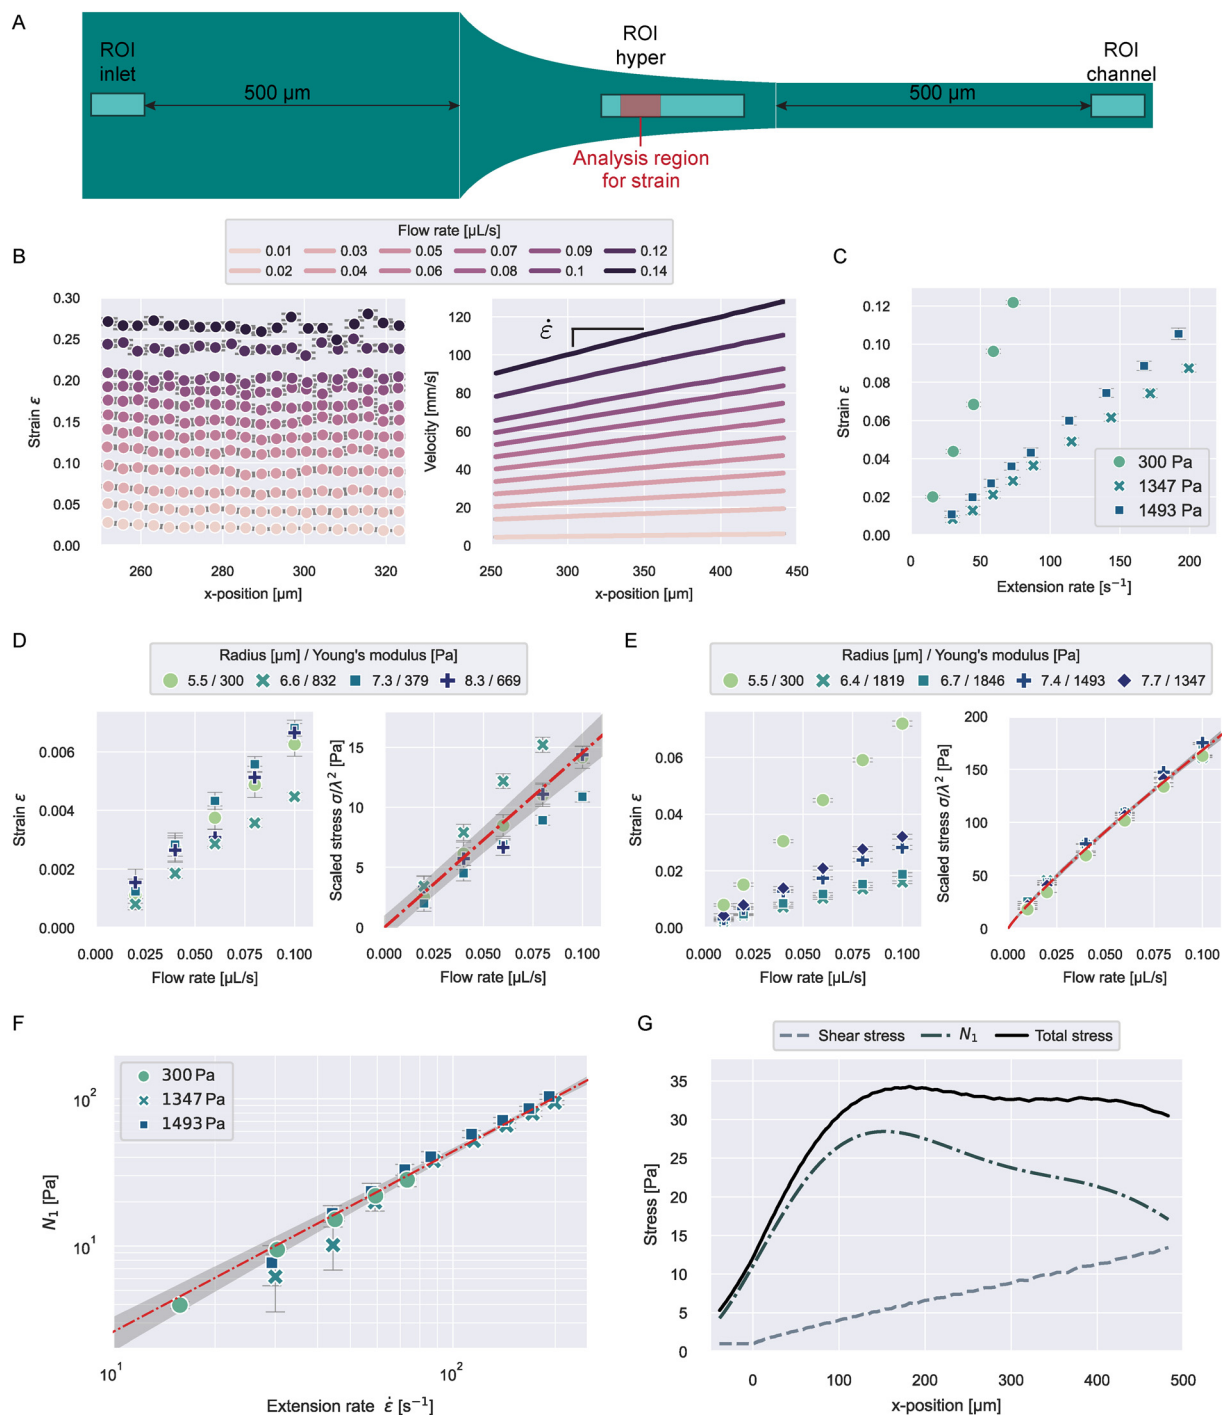 A
ROI
inlet
500 µm
ROI
hyper
Analysis region
for strain
500 µm
ROI
channel
B
Flow rate [µL/s]
0.01 0.03 0.05 0.07 0.09 0.12
0.02 0.04 0.06 0.08 0.1 0.14
Strain ε
0.30
0.25
0.20
0.15
0.10
0.05
0.00
260 280 300 320
x-position [µm]
Velocity [mm/s]
120
100
80
60
40
20
0
250 300 350 400 450
x-position [µm]
ε̇
C
Strain ε
0.12
0.10
0.08
0.06
0.04
0.02
0.00
300 Pa
1347 Pa
1493 Pa
0 50 100 150 200
Extension rate [s⁻¹]
D
Radius [µm] / Young's modulus [Pa]
5.5 / 300 6.6 / 832 7.3 / 379 8.3 / 669
Strain ε
0.006
0.004
0.002
0.000
0.000 0.025 0.050 0.075 0.100
Flow rate [µL/s]
Scaled stress σ/λ² [Pa]
15
10
5
0
0.000 0.025 0.050 0.075 0.100
Flow rate [µL/s]
E
Radius [µm] / Young's modulus [Pa]
5.5 / 300 6.4 / 1819 6.7 / 1846 7.4 / 1493 7.7 / 1347
Strain ε
0.06
0.04
0.02
0.00
0.000 0.025 0.050 0.075 0.100
Flow rate [µL/s]
Scaled stress σ/λ² [Pa]
200
150
100
50
0
0.000 0.025 0.050 0.075 0.100
Flow rate [µL/s]
F
300 Pa
1347 Pa
1493 Pa
N₁ [Pa]
10²
10¹
10¹ 10²
Extension rate ε̇ [s⁻¹]
G
Shear stress N₁ Total stress
Stress [Pa]
35
30
25
20
15
10
5
0
0 100 200 300 400 500
x-position [µm]